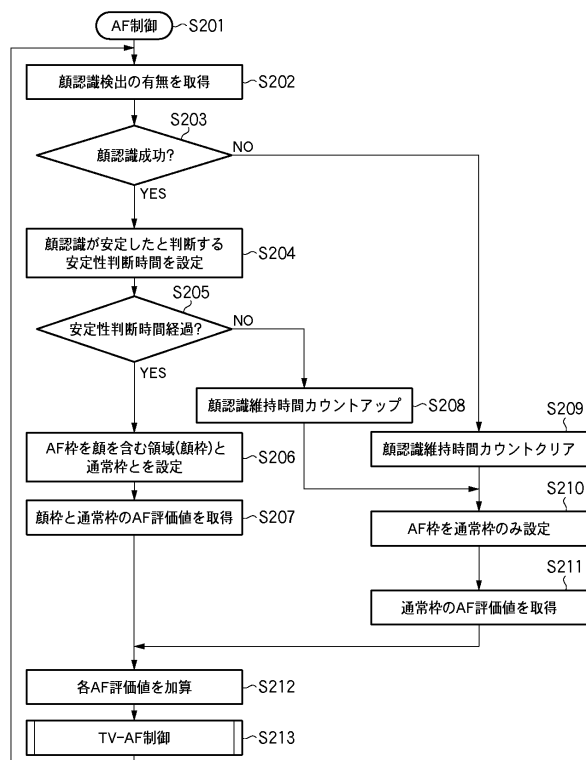 AF制御
S201
顔認識検出の有無を取得
S202
S203
顔認識成功?
NO
YES
顔認識が安定したと判断する
安定性判断時間を設定
S204
S205
安定性判断時間経過?
NO
YES
顔認識維持時間カウントアップ
S208
S209
AF枠を顔を含む領域(顔枠)と
通常枠とを設定
S206
顔認識維持時間カウントクリア
S210
顔枠と通常枠のAF評価値を取得
S207
AF枠を通常枠のみ設定
S211
通常枠のAF評価値を取得
各AF評価値を加算
S212
TV-AF制御
S213